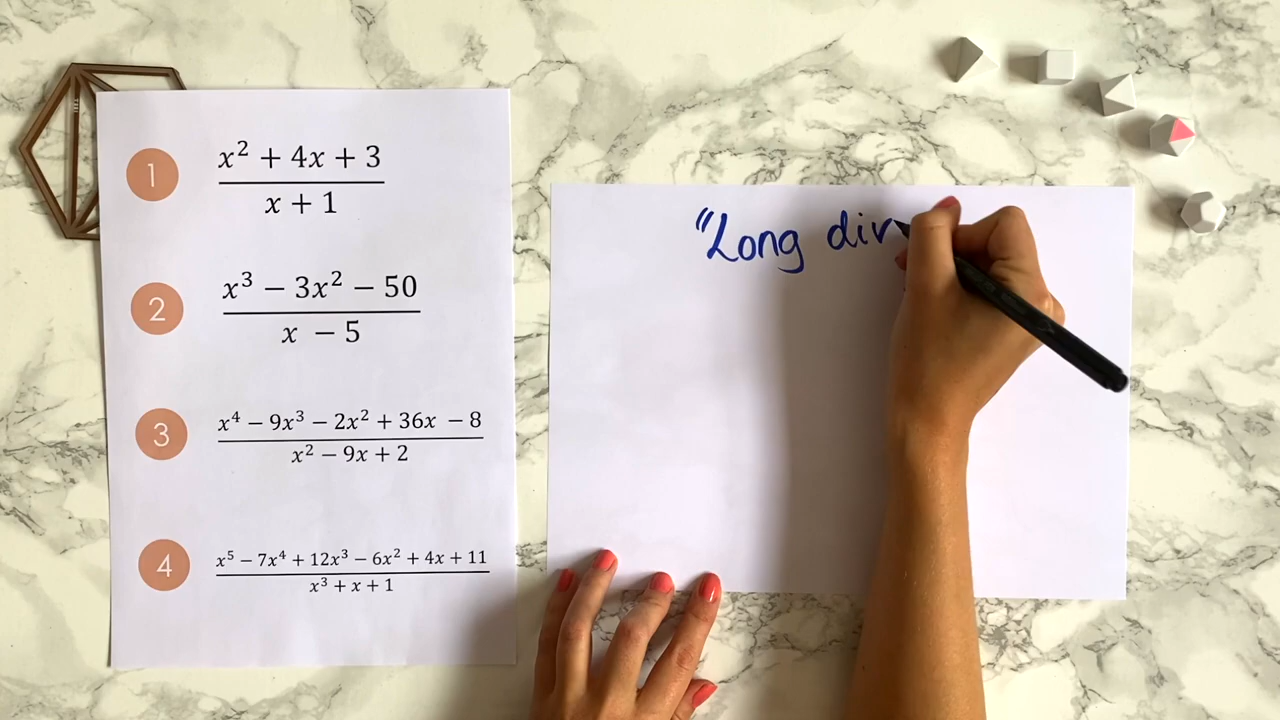 1
x² + 4x + 3
x + 1
2
x³ − 3x² − 50
x − 5
3
x⁴ − 9x³ − 2x² + 36x − 8
x² − 9x + 2
4
x⁵ − 7x⁴ + 12x³ − 6x² + 4x + 11
x³ + x + 1
"Long div